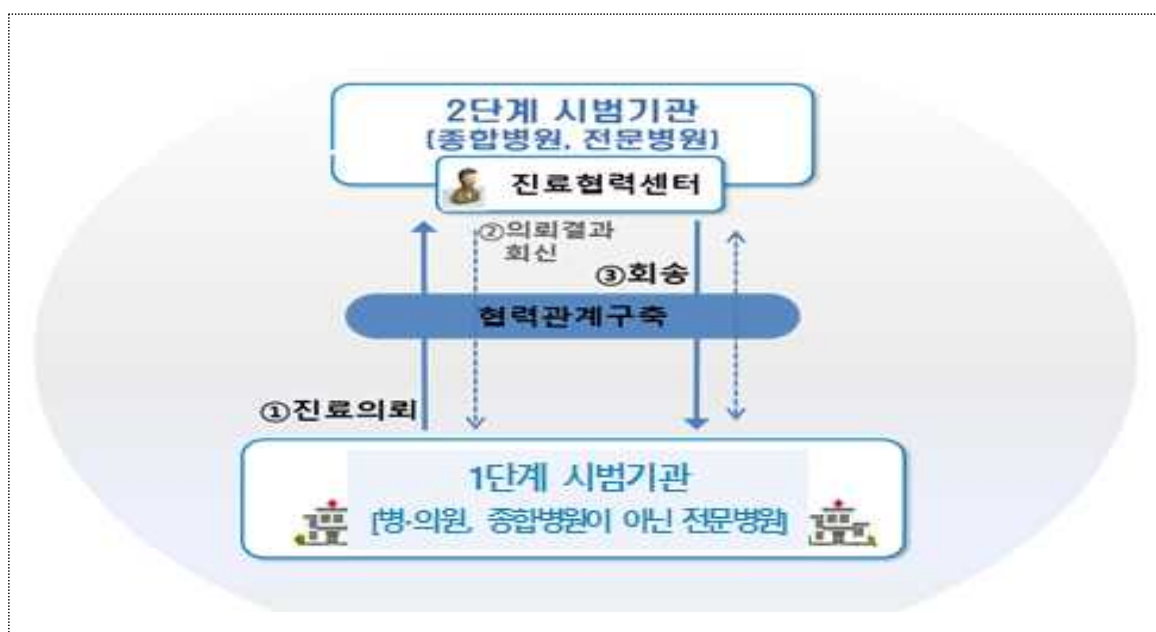 2단계 시범기관
(종합병원, 전문병원)
진료협력센터
②의뢰결과
회신
③회송
협력관계구축
①진료의뢰
1단계 시범기관
[병·의원, 종합병원이 아닌 전문병원]